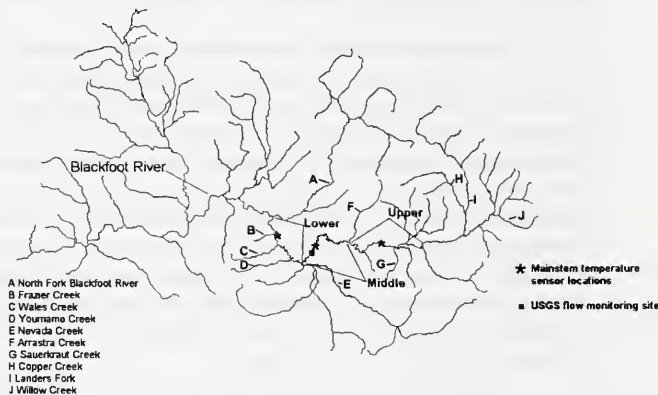 Blackfoot River
A
H
I
J
F
Upper
Lower
B
C
D
G
Middle
E
★ Mainstem temperature
sensor locations
■ USGS flow monitoring site
A North Fork Blackfoot River
B Frazier Creek
C Wales Creek
D Yourname Creek
E Nevada Creek
F Arrastra Creek
G Sauerkraut Creek
H Copper Creek
I Landers Fork
J Willow Creek